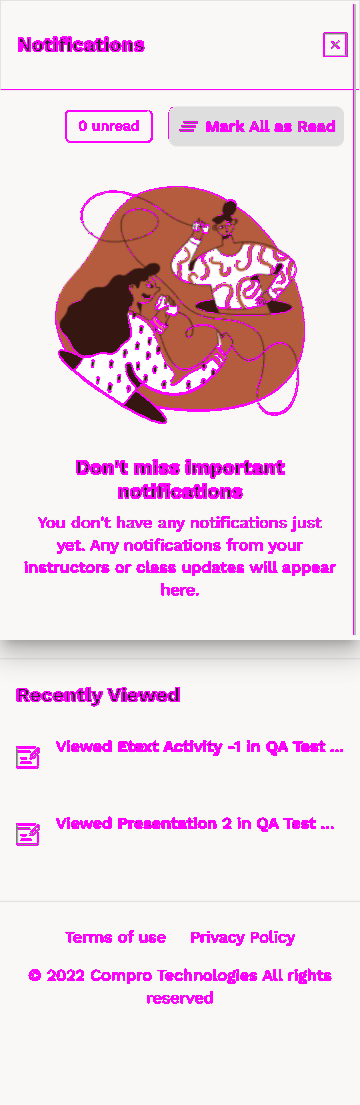 Notifications
0 unread
Mark All as Read
Don't miss important
notifications
You don't have any notifications just
yet. Any notifications from your
instructors or class updates will appear
here.
Recently Viewed
Viewed Etext Activity -1 in QA Test ...
Viewed Presentation 2 in QA Test ...
Terms of use Privacy Policy
© 2022 Compro Technologies All rights
reserved